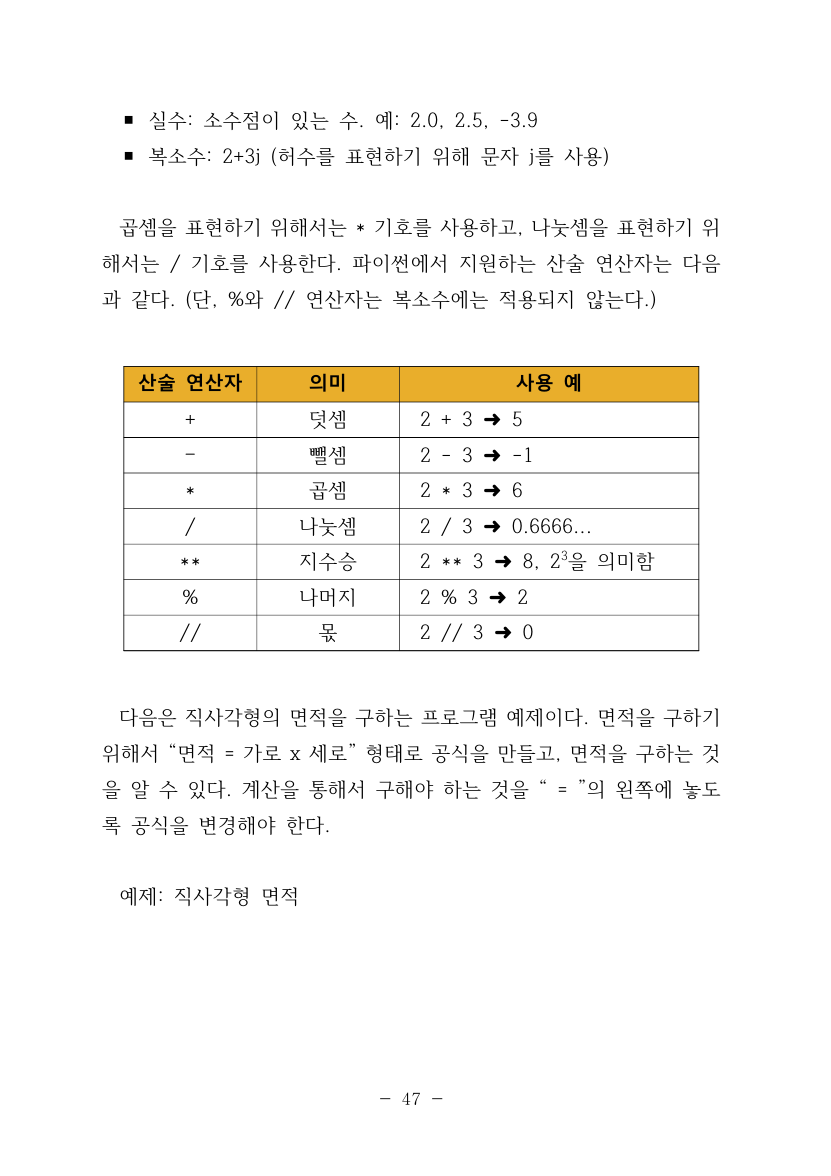 ▪ 실수: 소수점이 있는 수. 예: 2.0, 2.5, -3.9
▪ 복소수: 2+3j (허수를 표현하기 위해 문자 j를 사용)
곱셈을 표현하기 위해서는 * 기호를 사용하고, 나눗셈을 표현하기 위
해서는 / 기호를 사용한다. 파이썬에서 지원하는 산술 연산자는 다음
과 같다. (단, %와 // 연산자는 복소수에는 적용되지 않는다.)
산술 연산자 의미 사용 예
+ 덧셈 2 + 3 ➜ 5
- 뺄셈 2 - 3 ➜ -1
* 곱셈 2 * 3 ➜ 6
/ 나눗셈 2 / 3 ➜ 0.6666...
** 지수승 2 ** 3 ➜ 8, 2³을 의미함
% 나머지 2 % 3 ➜ 2
// 몫 2 // 3 ➜ 0
다음은 직사각형의 면적을 구하는 프로그램 예제이다. 면적을 구하기
위해서 “면적 = 가로 x 세로” 형태로 공식을 만들고, 면적을 구하는 것
을 알 수 있다. 계산을 통해서 구해야 하는 것을 “ = ”의 왼쪽에 놓도
록 공식을 변경해야 한다.
예제: 직사각형 면적
- 47 -